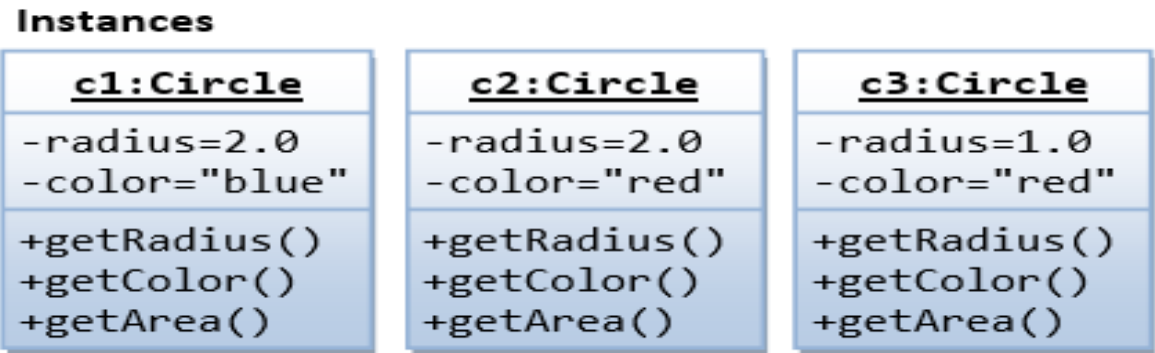 Instances
c1:Circle
-radius=2.0
-color="blue"
+getRadius()
+getColor()
+getArea()
c2:Circle
-radius=2.0
-color="red"
+getRadius()
+getColor()
+getArea()
c3:Circle
-radius=1.0
-color="red"
+getRadius()
+getColor()
+getArea()